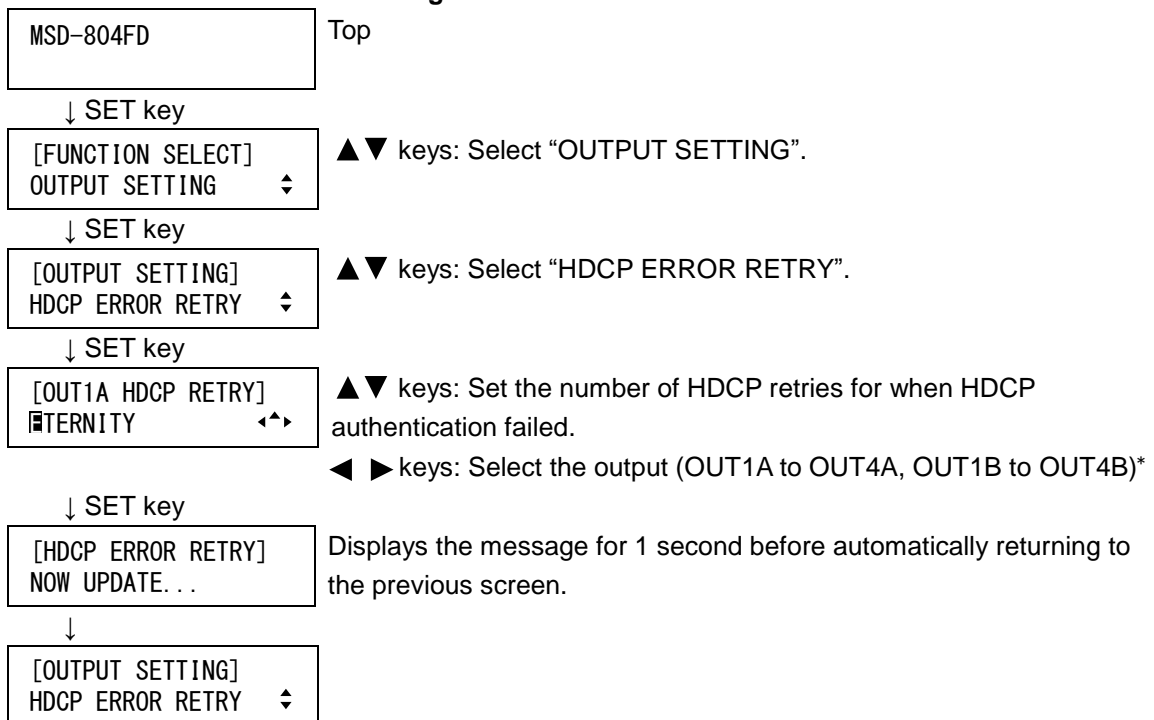 MSD-804FD
Top
↓ SET key
[FUNCTION SELECT]
OUTPUT SETTING
▲▼ keys: Select “OUTPUT SETTING”.
↓ SET key
[OUTPUT SETTING]
HDCP ERROR RETRY
▲▼ keys: Select “HDCP ERROR RETRY”.
↓ SET key
[OUT1A HDCP RETRY]
ETERNITY
▲▼ keys: Set the number of HDCP retries for when HDCP
authentication failed.
◀ ▶ keys: Select the output (OUT1A to OUT4A, OUT1B to OUT4B)*
↓ SET key
[HDCP ERROR RETRY]
NOW UPDATE...
Displays the message for 1 second before automatically returning to
the previous screen.
↓
[OUTPUT SETTING]
HDCP ERROR RETRY